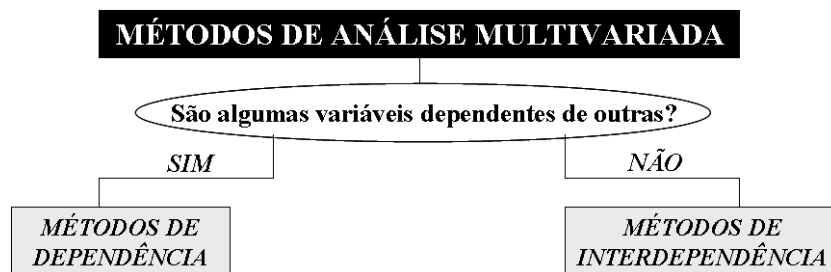 MÉTODOS DE ANÁLISE MULTIVARIADA
São algumas variáveis dependentes de outras?
SIM
NÃO
MÉTODOS DE
DEPENDÊNCIA
MÉTODOS DE
INTERDEPENDÊNCIA